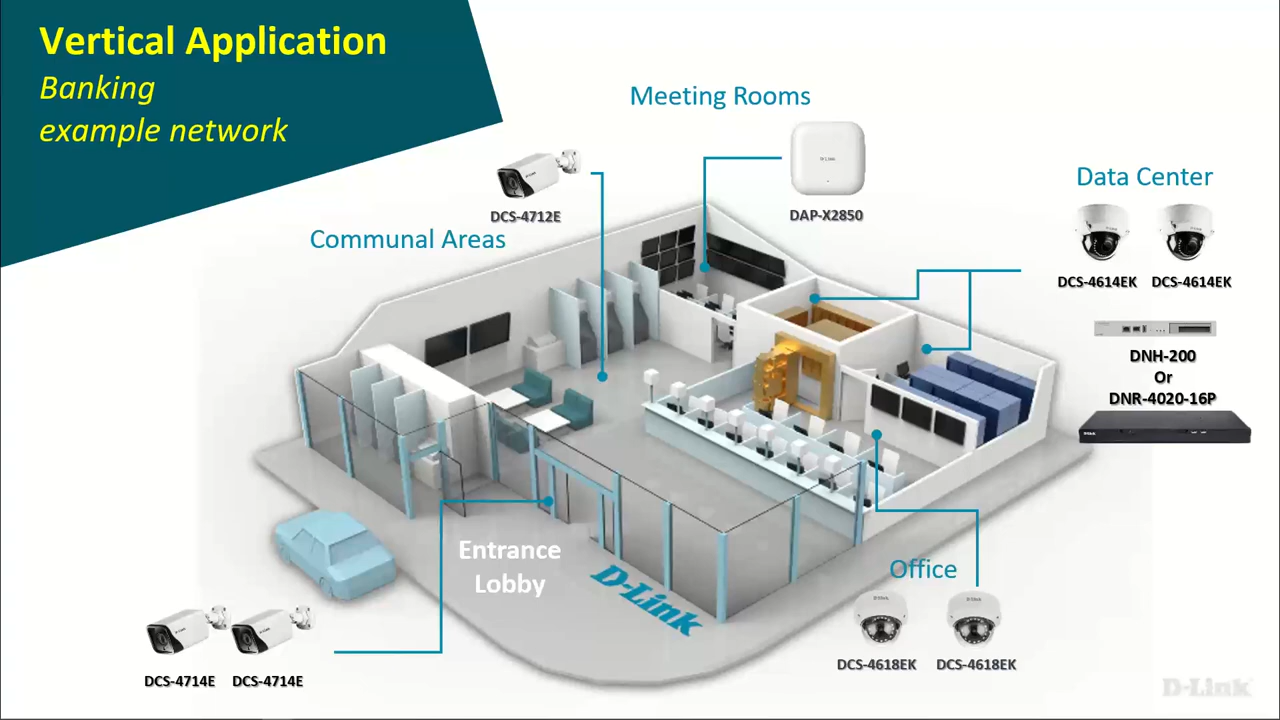 Vertical Application
Banking
example network
Meeting Rooms
D-Link
DAP-X2850
DCS-4712E
Communal Areas
Data Center
DCS-4614EK DCS-4614EK
DNH-200
Or
DNR-4020-16P
Entrance
Lobby
D-Link
Office
DCS-4618EK DCS-4618EK
DCS-4714E DCS-4714E
D-Link